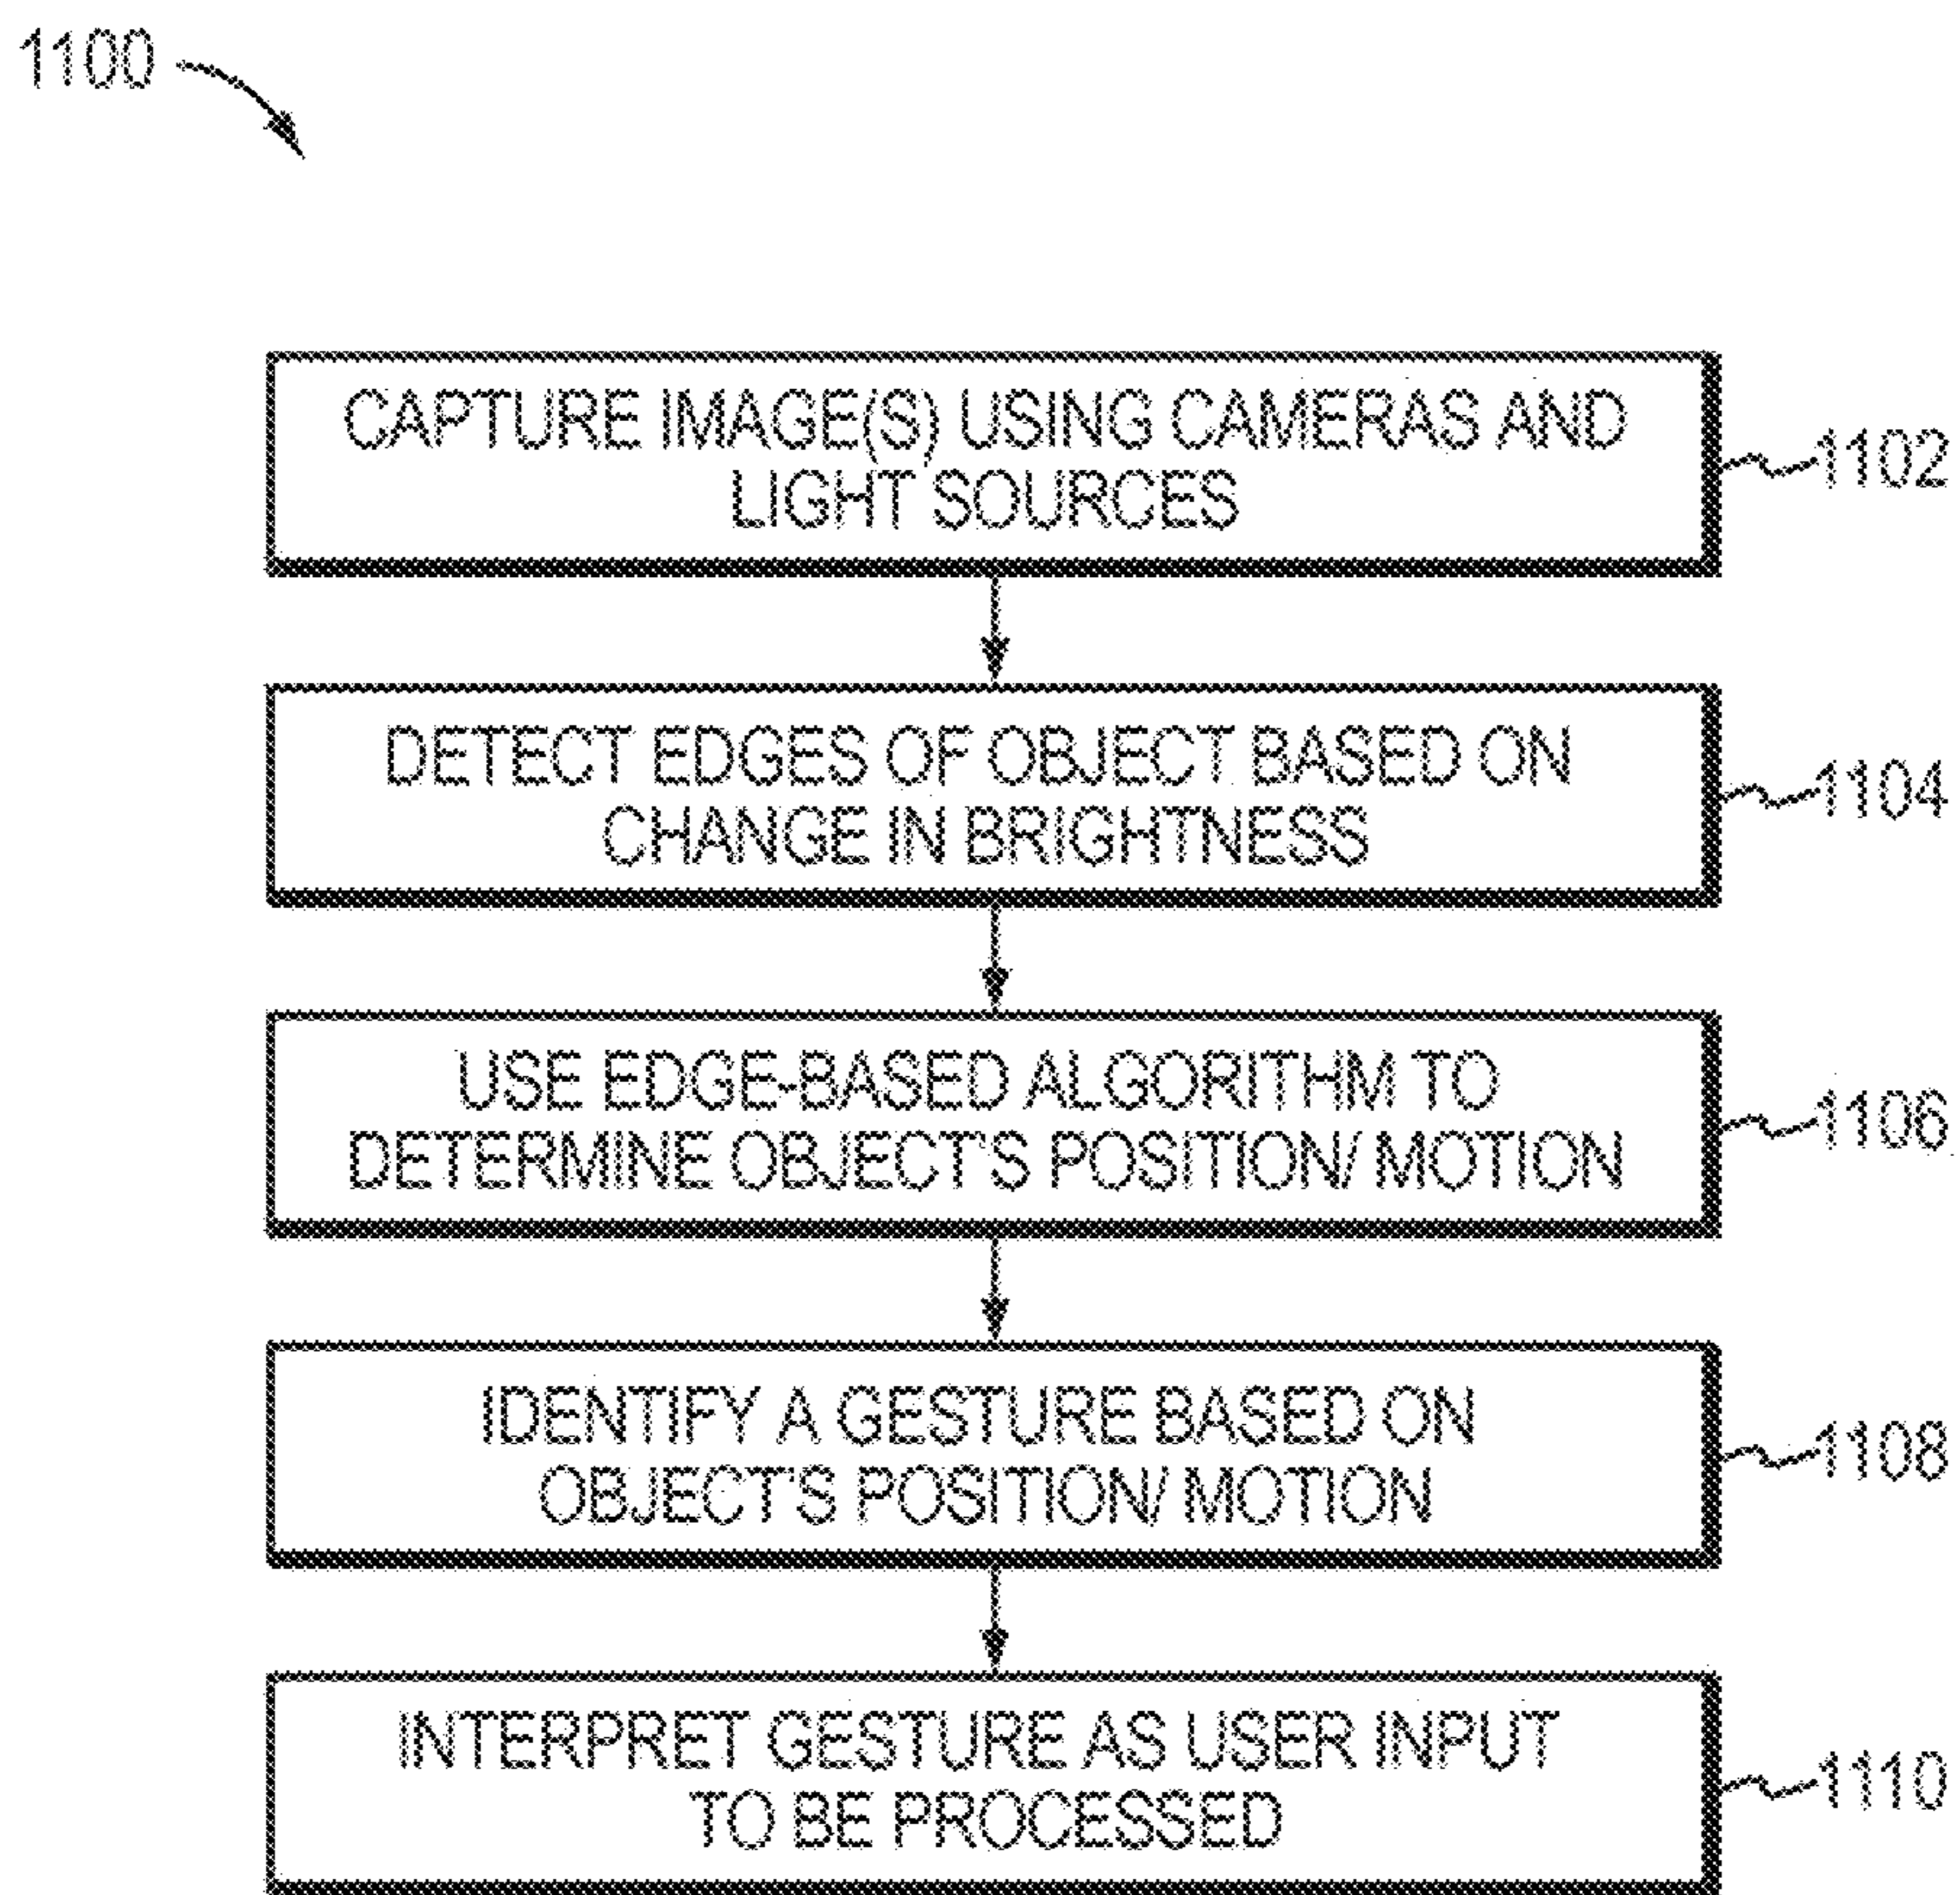 1100
CAPTURE IMAGE(S) USING CAMERAS AND
LIGHT SOURCES
1102
DETECT EDGES OF OBJECT BASED ON
CHANGE IN BRIGHTNESS
1104
USE EDGE-BASED ALGORITHM TO
DETERMINE OBJECT'S POSITION/ MOTION
1106
IDENTIFY A GESTURE BASED ON
OBJECT'S POSITION/ MOTION
1108
INTERPRET GESTURE AS USER INPUT
TO BE PROCESSED
1110